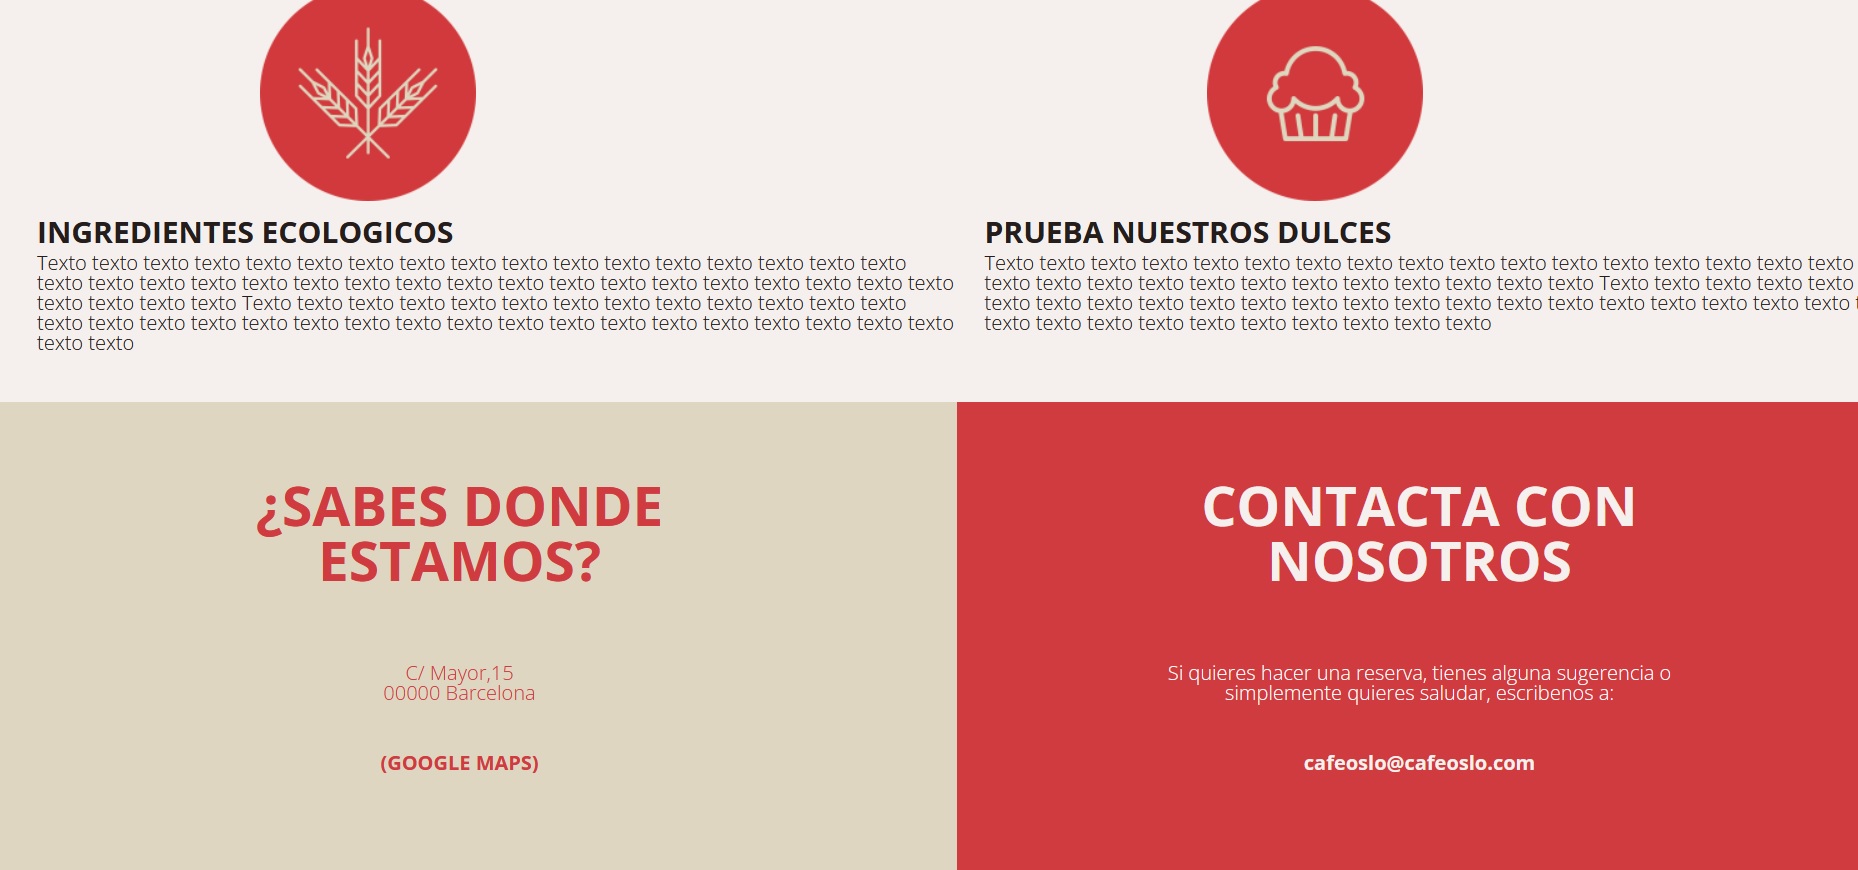 INGREDIENTES ECOLOGICOS
Texto texto texto texto texto texto texto texto texto texto texto texto texto texto texto texto texto
texto texto texto texto texto texto texto texto texto texto texto texto texto texto texto texto texto texto
texto texto texto texto Texto texto texto texto texto texto texto texto texto texto texto texto texto
texto texto texto texto texto texto texto texto texto texto texto texto texto texto texto texto texto texto
texto texto
PRUEBA NUESTROS DULCES
Texto texto texto texto texto texto texto texto texto texto texto texto texto texto texto texto texto
texto texto texto texto texto texto texto texto texto texto texto texto Texto texto texto texto texto
texto texto texto texto texto texto texto texto texto texto texto texto texto texto texto texto texto
texto texto texto texto texto texto texto texto texto texto
¿SABES DONDE
ESTAMOS?
C/ Mayor,15
00000 Barcelona
(GOOGLE MAPS)
CONTACTA CON
NOSOTROS
Si quieres hacer una reserva, tienes alguna sugerencia o
simplemente quieres saludar, escribenos a:
cafeoslo@cafeoslo.com